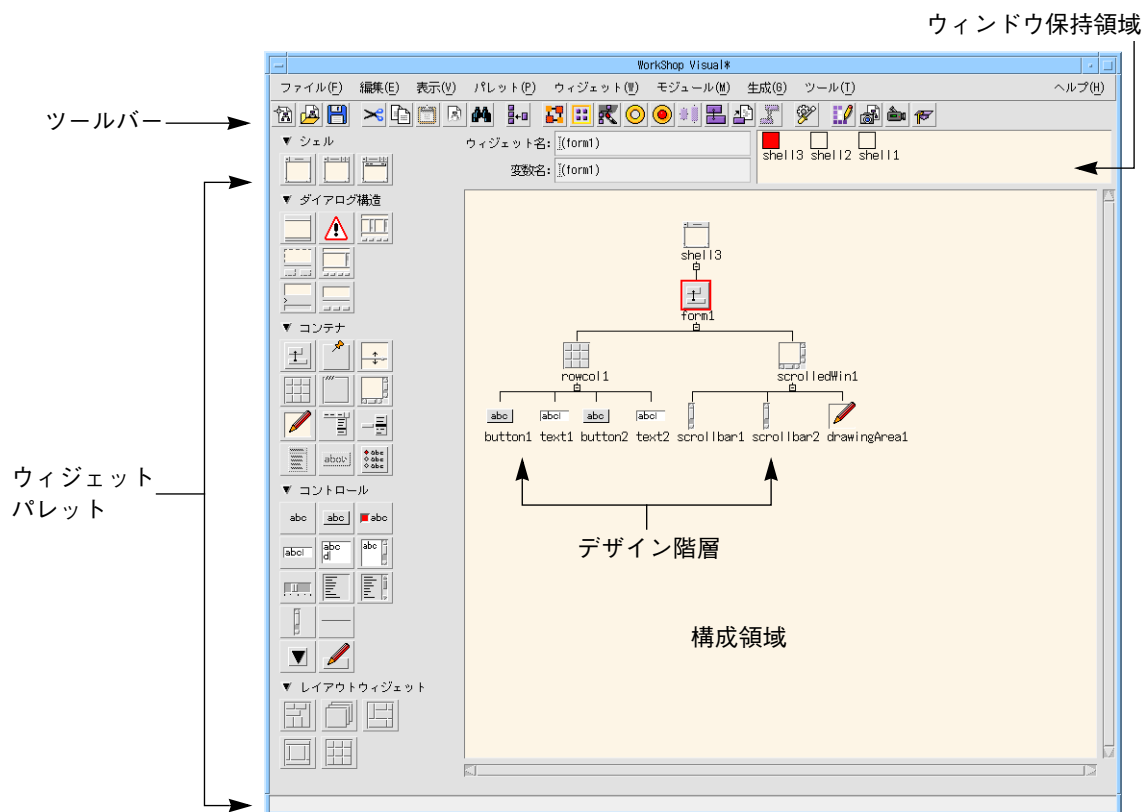 ウィンドウ保持領域
WorkShop Visual*
ファイル(F) 編集(E) 表示(V) パレット(P) ウィジェット(W) モジュール(M) 生成(G) ツール(T) ヘルプ(H)
ツールバー
▼ シェル
ウィジェット名: (form1)
変数名: (form1)
shell3 shell2 shell1
▼ ダイアログ構造
shell3
form1
▼ コンテナ
rowcol1 scrolledWin1
abc abc abc abc
button1 text1 button2 text2 scrollbar1 scrollbar2 drawingArea1
abc abc abc abc
ウィジェット
パレット
▼ コントロール
abc abc abc
abc abc d abc
デザイン階層
構成領域
▼ レイアウトウィジェット